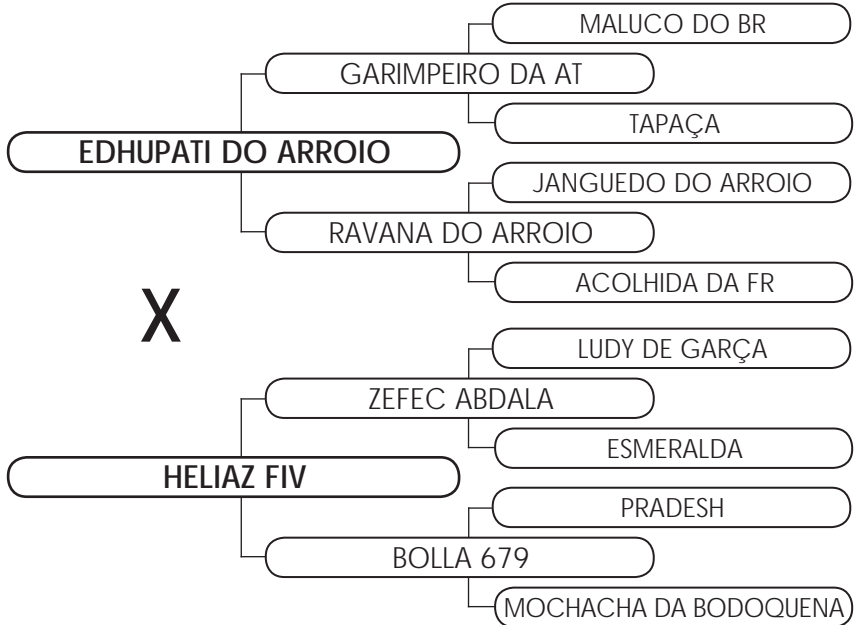 MALUCO DO BR
GARIMPEIRO DA AT
TAPAÇA
EDHUPATI DO ARROIO
JANGUEDO DO ARROIO
RAVANA DO ARROIO
ACOLHIDA DA FR
X
LUDY DE GARÇA
ZEFEC ABDALA
ESMERALDA
HELIAZ FIV
PRADESH
BOLLA 679
MOCHACHA DA BODOQUENA